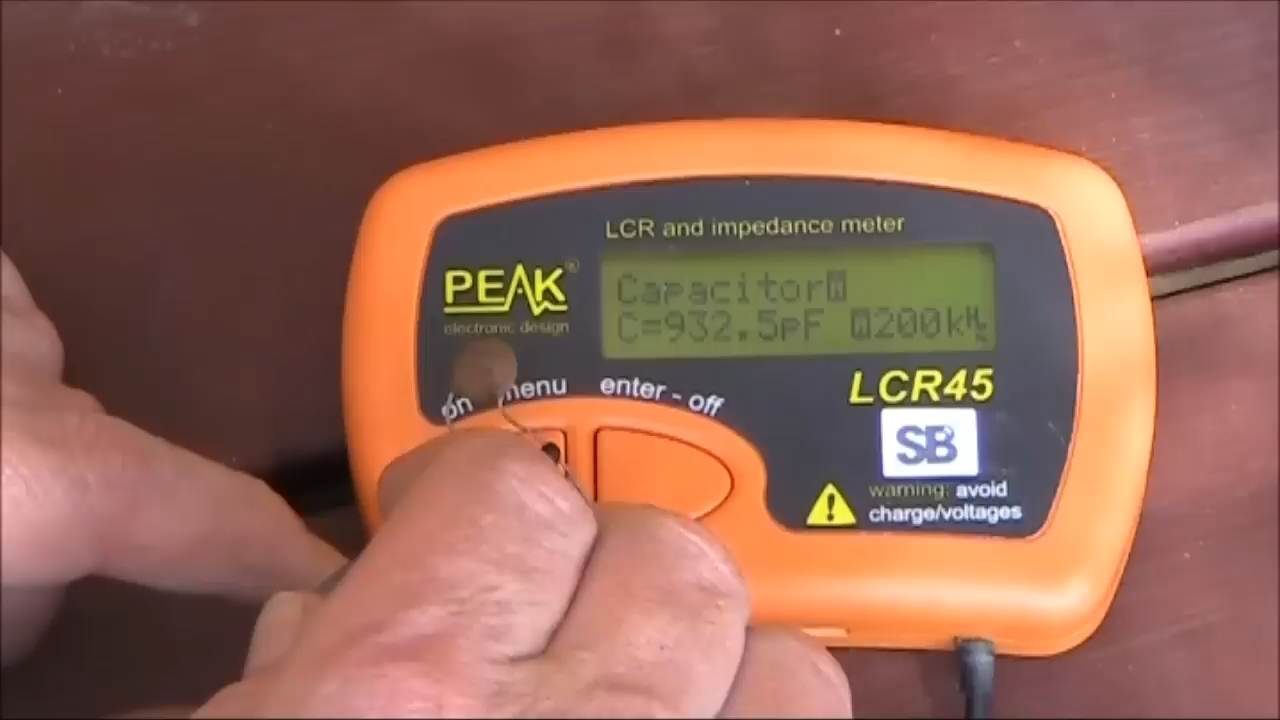 LCR and impedance meter
PEAK®
electronic design
Capacitor
C=932.5pF 200kHz
on menu enter - off
LCR45
SB
warning: avoid
charge/voltages